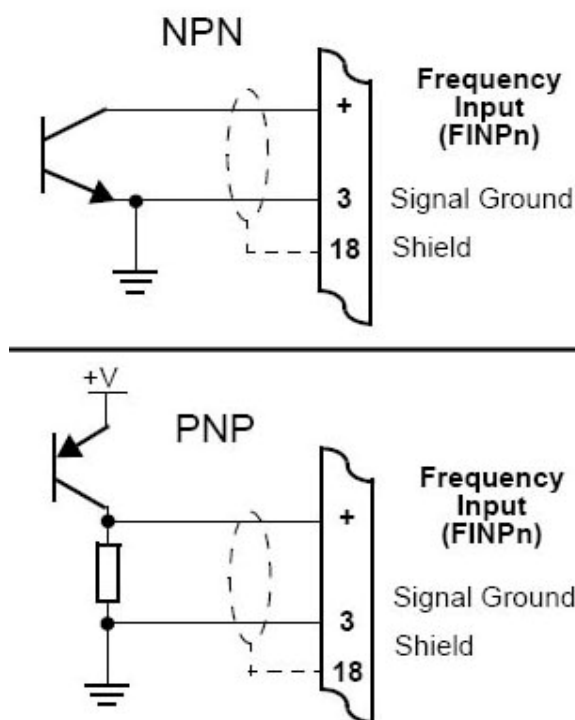 NPN
Frequency
Input
(FINPn)
+
3 Signal Ground
18 Shield
+V
PNP
Frequency
Input
(FINPn)
+
Signal Ground
3
Shield
18